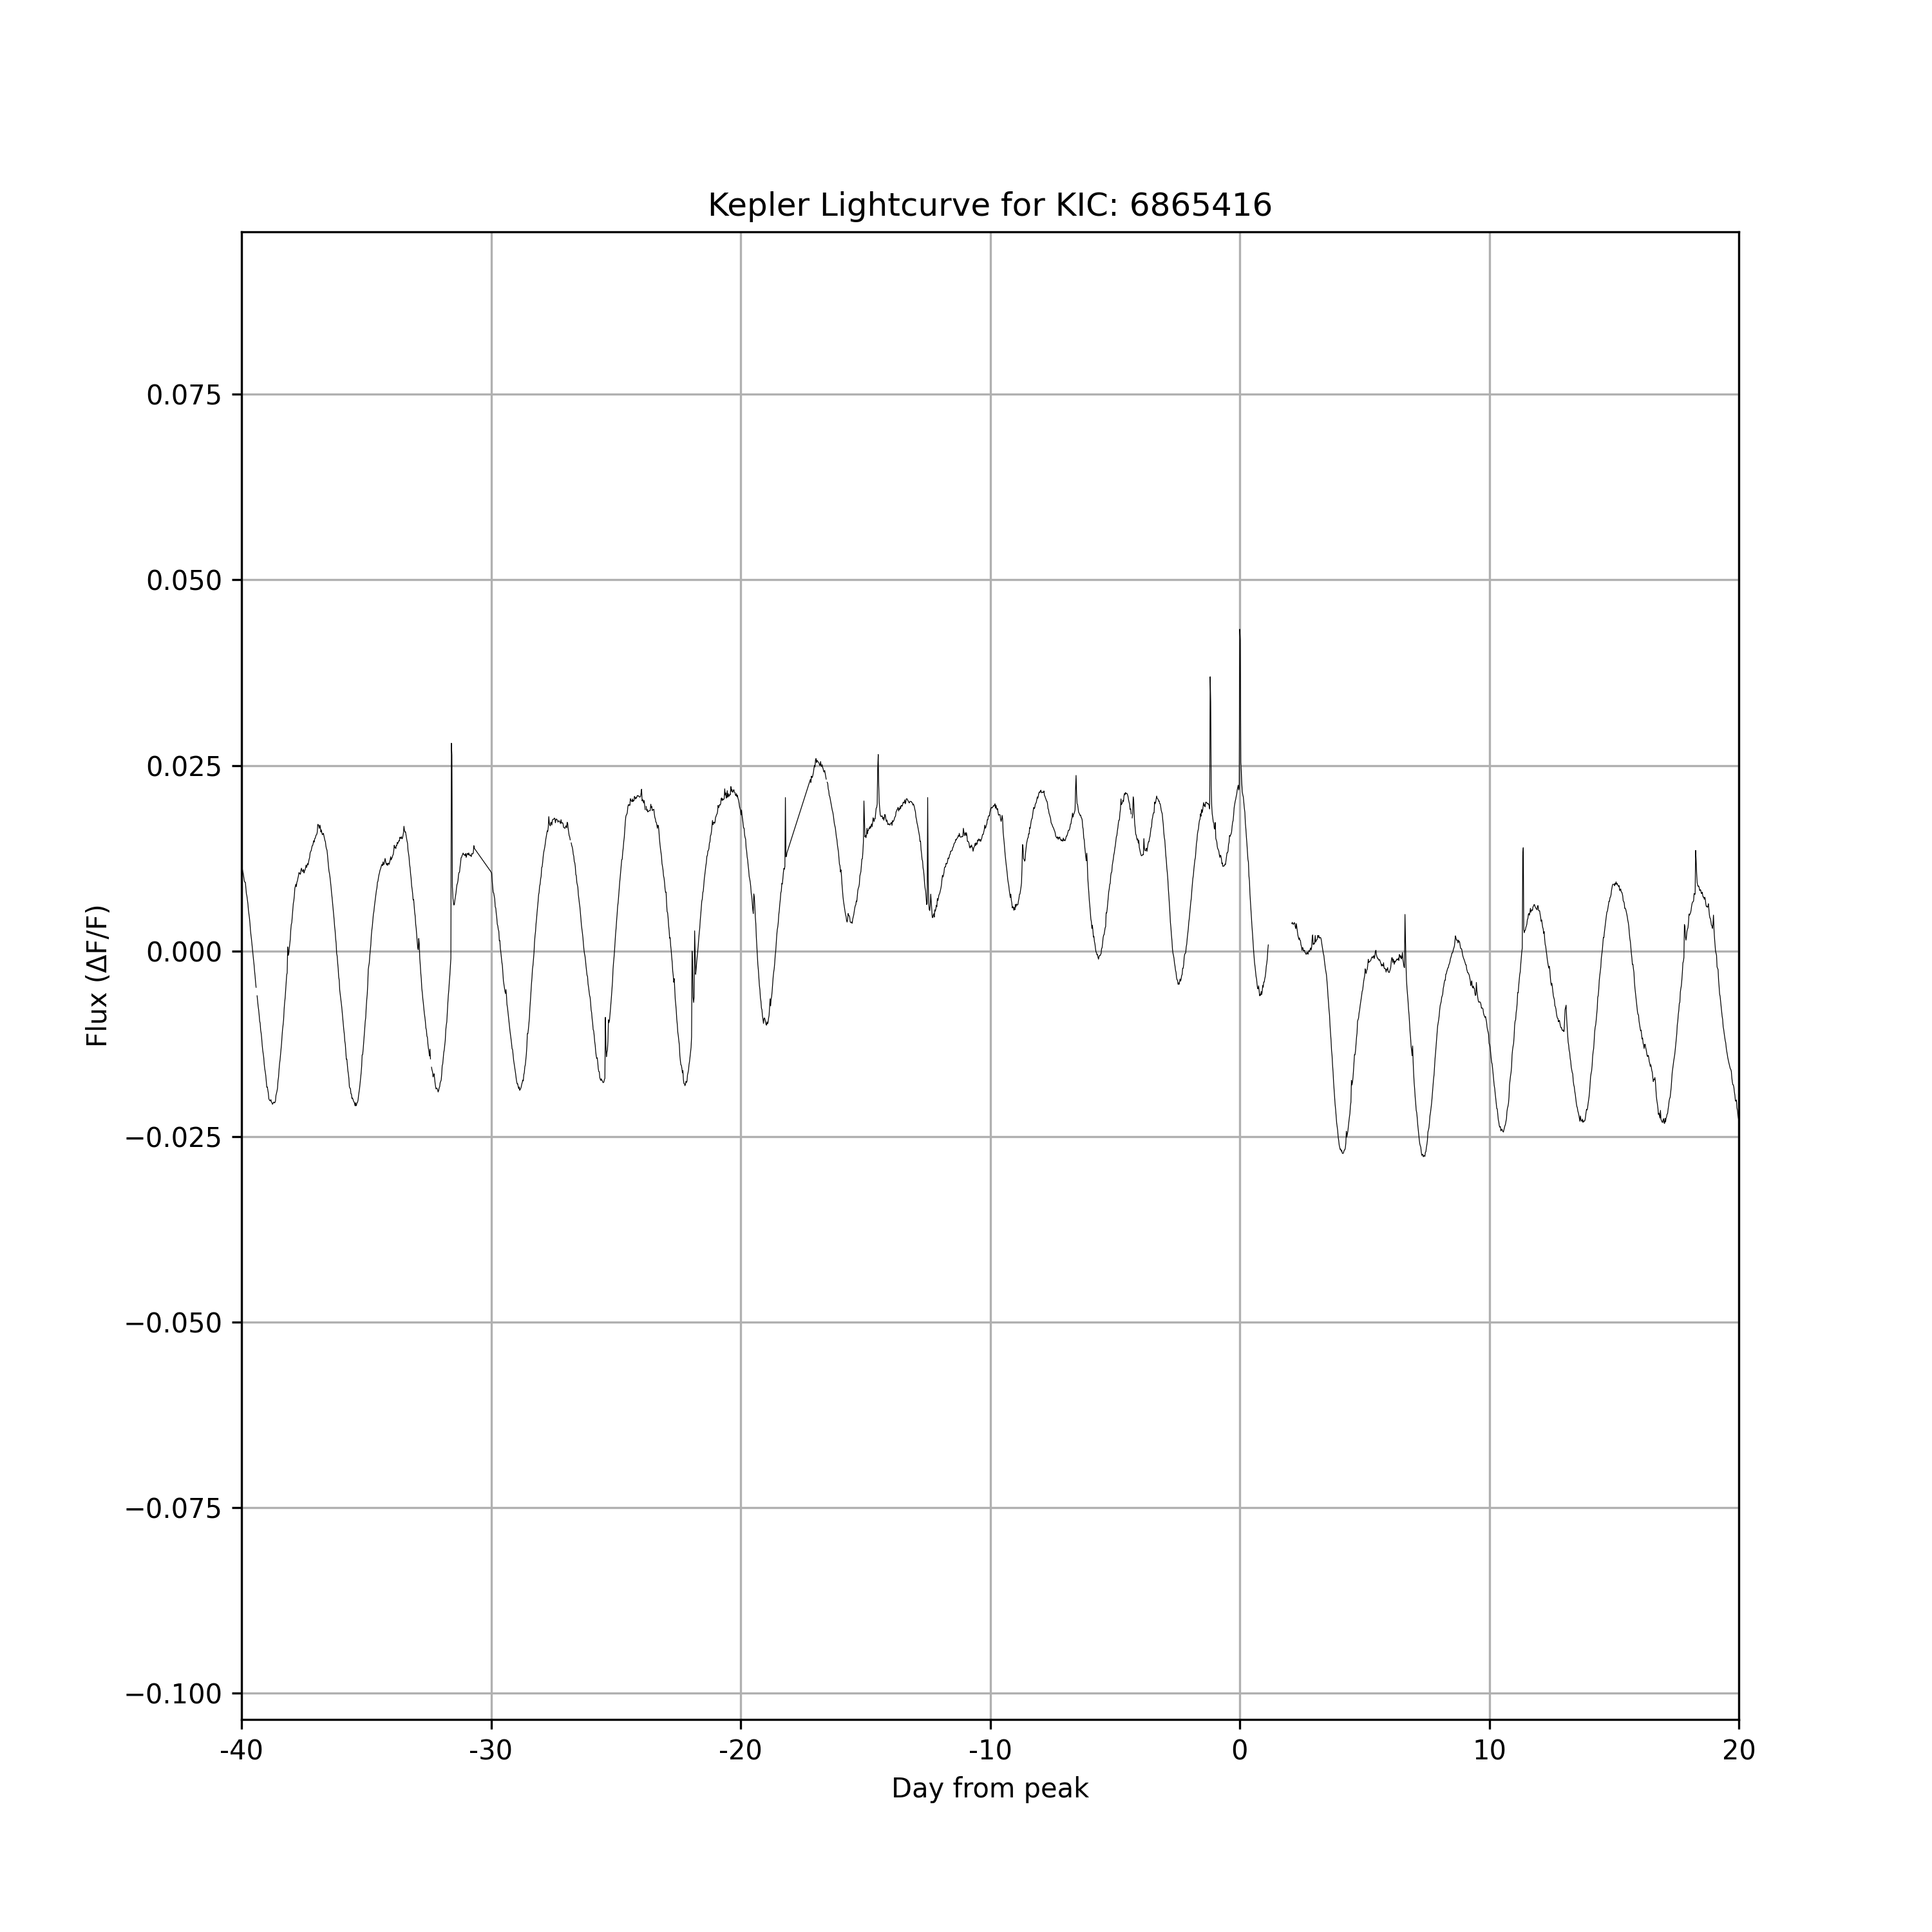 Kepler Lightcurve for KIC: 6865416
Flux (ΔF/F)
0.075
0.050
0.025
0.000
−0.025
−0.050
−0.075
−0.100
-40 -30 -20 -10 0 10 20
Day from peak